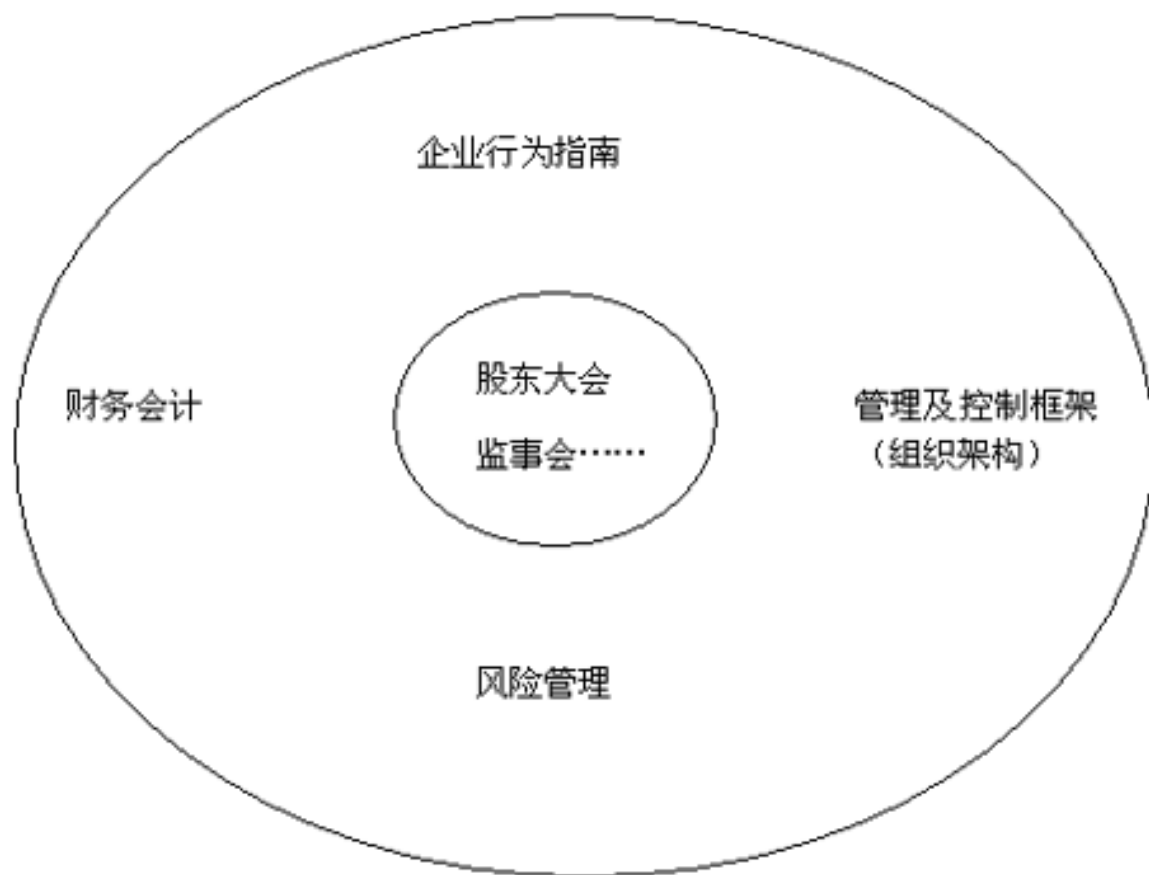 企业行为指南
股东大会
财务会计
管理及控制框架
（组织架构）
监事会……
风险管理